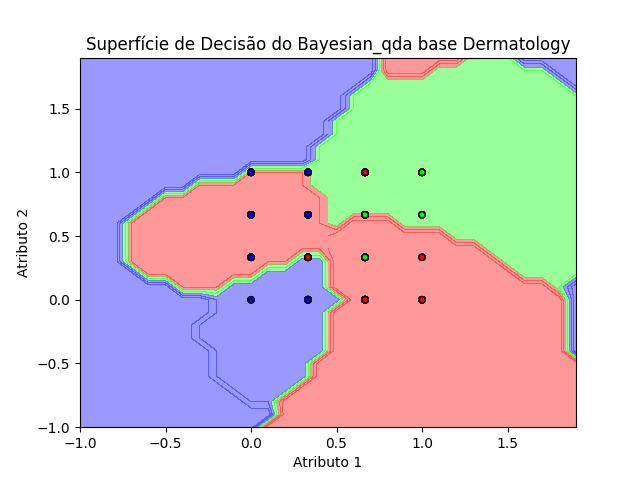 Superfície de Decisão do Bayesian_qda base Dermatology
Atributo 2
1.5
1.0
0.5
0.0
−0.5
−1.0
−1.0 −0.5 0.0 0.5 1.0 1.5
Atributo 1